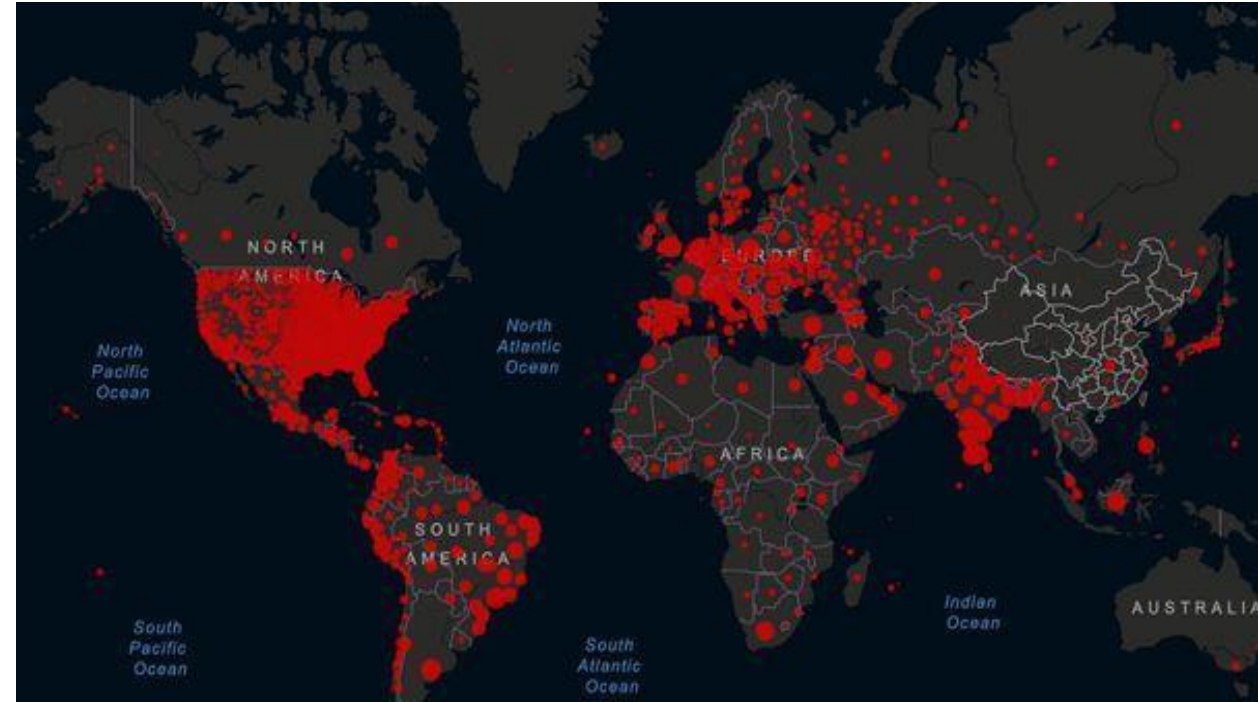 NORTH
AMERICA
EUROPE
ASIA
North
Atlantic
Ocean
North
Pacific
Ocean
AFRICA
SOUTH
AMERICA
Indian
Ocean
AUSTRALIA
South
Pacific
Ocean
South
Atlantic
Ocean